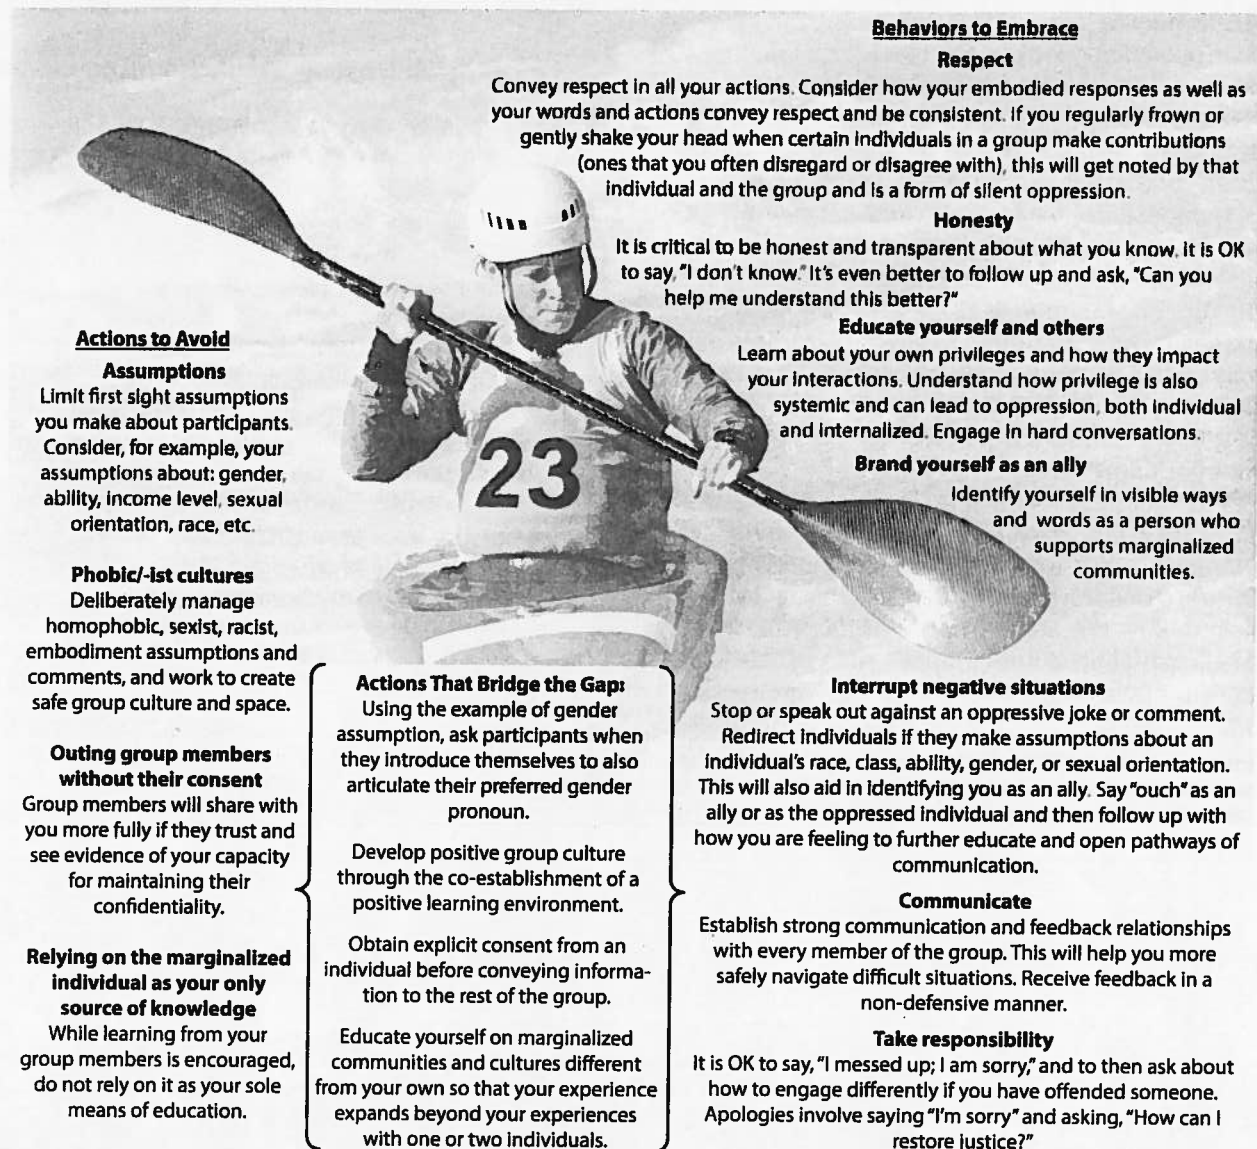 Behaviors to Embrace
Respect
Convey respect in all your actions. Consider how your embodied responses as well as
your words and actions convey respect and be consistent. If you regularly frown or
gently shake your head when certain individuals in a group make contributions
(ones that you often disregard or disagree with), this will get noted by that
individual and the group and is a form of silent oppression.
Honesty
It is critical to be honest and transparent about what you know. It is OK
to say, "I don't know." It's even better to follow up and ask, "Can you
help me understand this better?"
Educate yourself and others
Learn about your own privileges and how they impact
your interactions. Understand how privilege is also
systemic and can lead to oppression, both individual
and internalized. Engage in hard conversations.
Brand yourself as an ally
Identify yourself in visible ways
and words as a person who
supports marginalized
communities.
23
Actions to Avoid
Assumptions
Limit first sight assumptions
you make about participants.
Consider, for example, your
assumptions about: gender,
ability, income level, sexual
orientation, race, etc.
Phobic/-ist cultures
Deliberately manage
homophobic, sexist, racist,
embodiment assumptions and
comments, and work to create
safe group culture and space.
Outing group members
without their consent
Group members will share with
you more fully if they trust and
see evidence of your capacity
for maintaining their
confidentiality.
Relying on the marginalized
individual as your only
source of knowledge
While learning from your
group members is encouraged,
do not rely on it as your sole
means of education.
Actions That Bridge the Gap:
Using the example of gender
assumption, ask participants when
they introduce themselves to also
articulate their preferred gender
pronoun.
Develop positive group culture
through the co-establishment of a
positive learning environment.
Obtain explicit consent from an
individual before conveying informa-
tion to the rest of the group.
Educate yourself on marginalized
communities and cultures different
from your own so that your experience
expands beyond your experiences
with one or two individuals.
Interrupt negative situations
Stop or speak out against an oppressive joke or comment.
Redirect individuals if they make assumptions about an
individual's race, class, ability, gender, or sexual orientation.
This will also aid in identifying you as an ally. Say "ouch" as an
ally or as the oppressed individual and then follow up with
how you are feeling to further educate and open pathways of
communication.
Communicate
Establish strong communication and feedback relationships
with every member of the group. This will help you more
safely navigate difficult situations. Receive feedback in a
non-defensive manner.
Take responsibility
It is OK to say, "I messed up; I am sorry," and to then ask about
how to engage differently if you have offended someone.
Apologies involve saying "I'm sorry" and asking, "How can I
restore justice?"